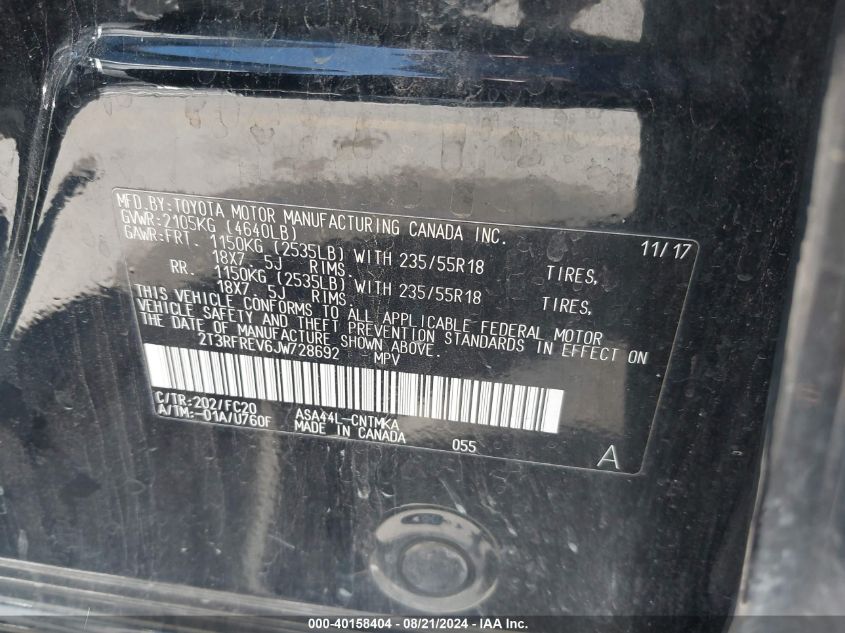 MFD.BY:TOYOTA MOTOR MANUFACTURING CANADA INC.
GVWR:2105KG (4640LB) 11/17
GAWR:FRT. 1150KG (2535LB) WITH 235/55R18 TIRES,
18X7.5J RIMS.
RR. 1150KG (2535LB) WITH 235/55R18 TIRES,
18X7.5J RIMS.
THIS VEHICLE CONFORMS TO ALL APPLICABLE FEDERAL MOTOR
VEHICLE SAFETY AND THEFT PREVENTION STANDARDS IN EFFECT ON
THE DATE OF MANUFACTURE SHOWN ABOVE.
2T3RFREV6JW728692 MPV
C/TR:202/FC20 ASA44L-CNTMKA
A/TM:-01A/U760F MADE IN CANADA 055 A
000-40158404 - 08/21/2024 - IAA Inc.